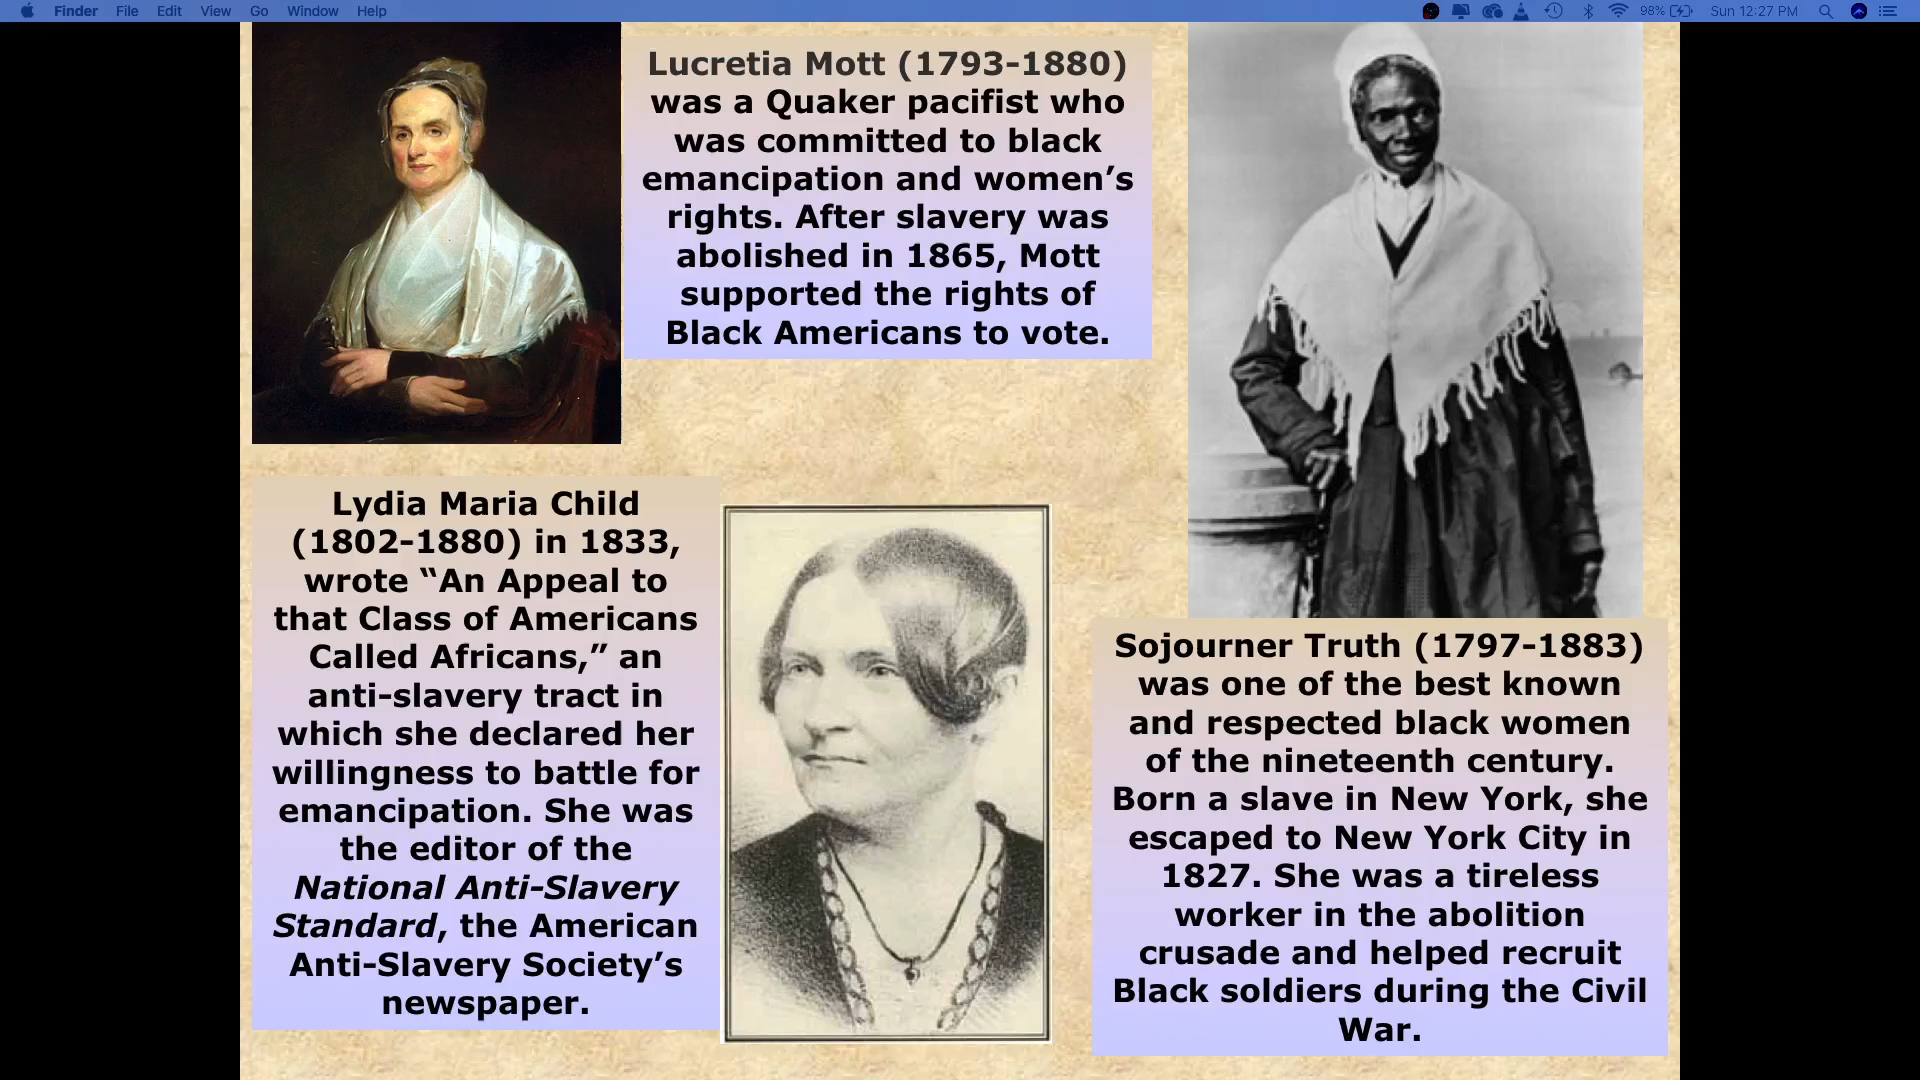 Finder File Edit View Go Window Help 98% Sun 12:27 PM
Lucretia Mott (1793-1880)
was a Quaker pacifist who
was committed to black
emancipation and women’s
rights. After slavery was
abolished in 1865, Mott
supported the rights of
Black Americans to vote.
Lydia Maria Child
(1802-1880) in 1833,
wrote “An Appeal to
that Class of Americans
Called Africans,” an
anti-slavery tract in
which she declared her
willingness to battle for
emancipation. She was
the editor of the
National Anti-Slavery
Standard, the American
Anti-Slavery Society’s
newspaper.
Sojourner Truth (1797-1883)
was one of the best known
and respected black women
of the nineteenth century.
Born a slave in New York, she
escaped to New York City in
1827. She was a tireless
worker in the abolition
crusade and helped recruit
Black soldiers during the Civil
War.